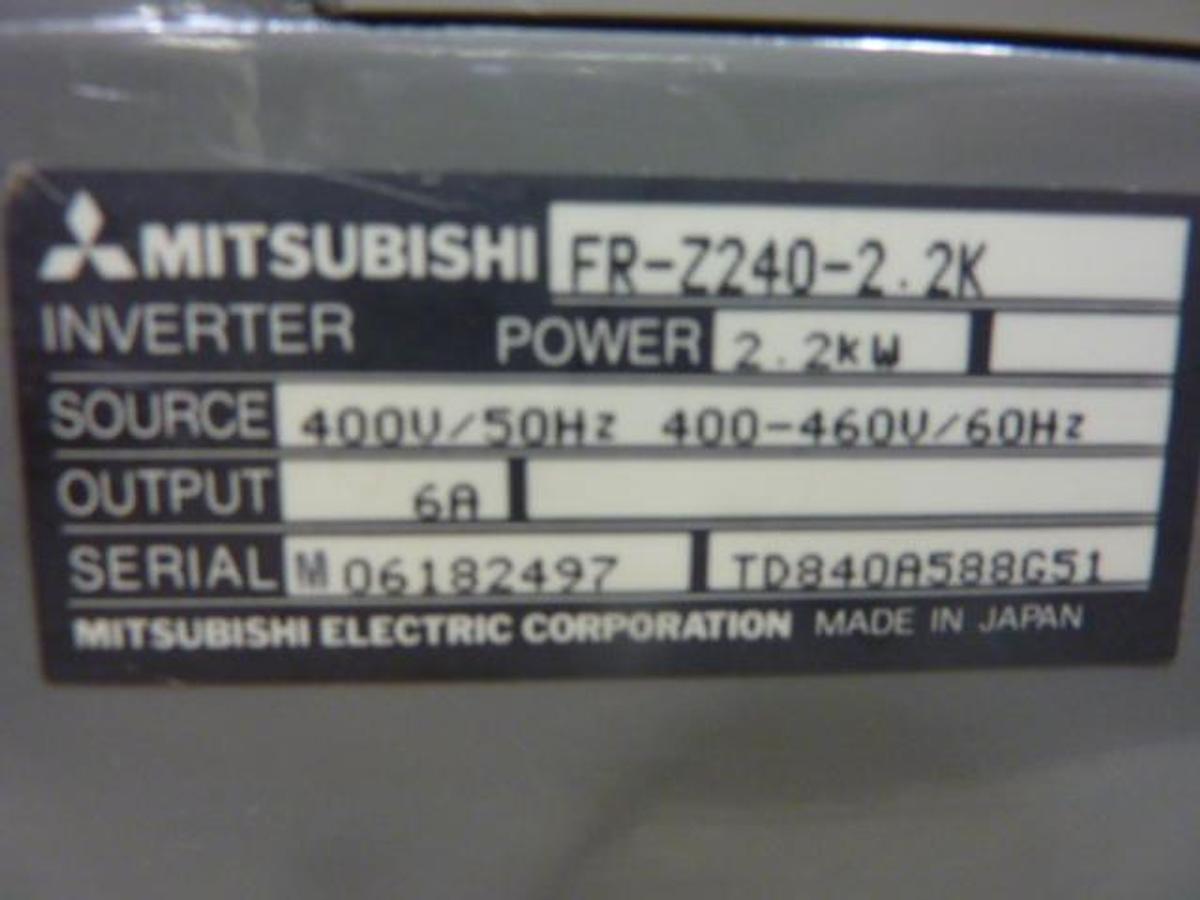 MITSUBISHI FR-Z240-2.2K
INVERTER POWER 2.2kW
SOURCE 400V/50Hz 400-460V/60Hz
OUTPUT 6A
SERIAL M 06182497 TD840A588G51
MITSUBISHI ELECTRIC CORPORATION MADE IN JAPAN